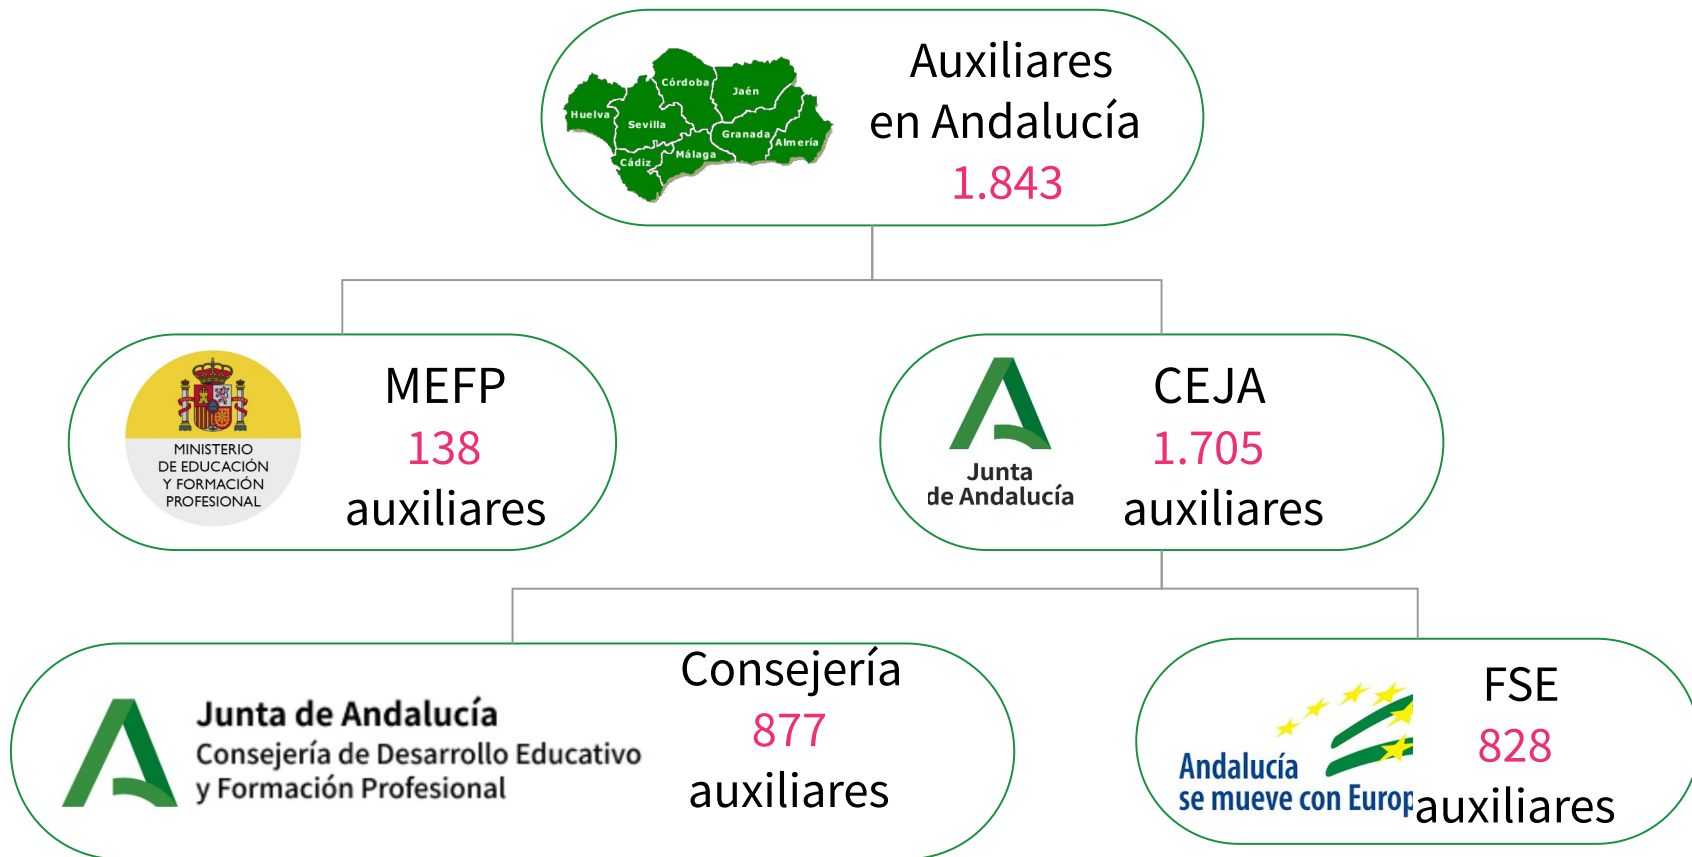 Auxiliares
en Andalucía
1.843
Huelva
Sevilla
Córdoba
Jaén
Granada
Almería
Málaga
Cádiz
MINISTERIO
DE EDUCACIÓN
Y FORMACIÓN
PROFESIONAL
MEFP
138
auxiliares
Junta
de Andalucía
CEJA
1.705
auxiliares
Junta de Andalucía
Consejería de Desarrollo Educativo
y Formación Profesional
Consejería
877
auxiliares
Andalucía
se mueve con Europ
FSE
828
auxiliares